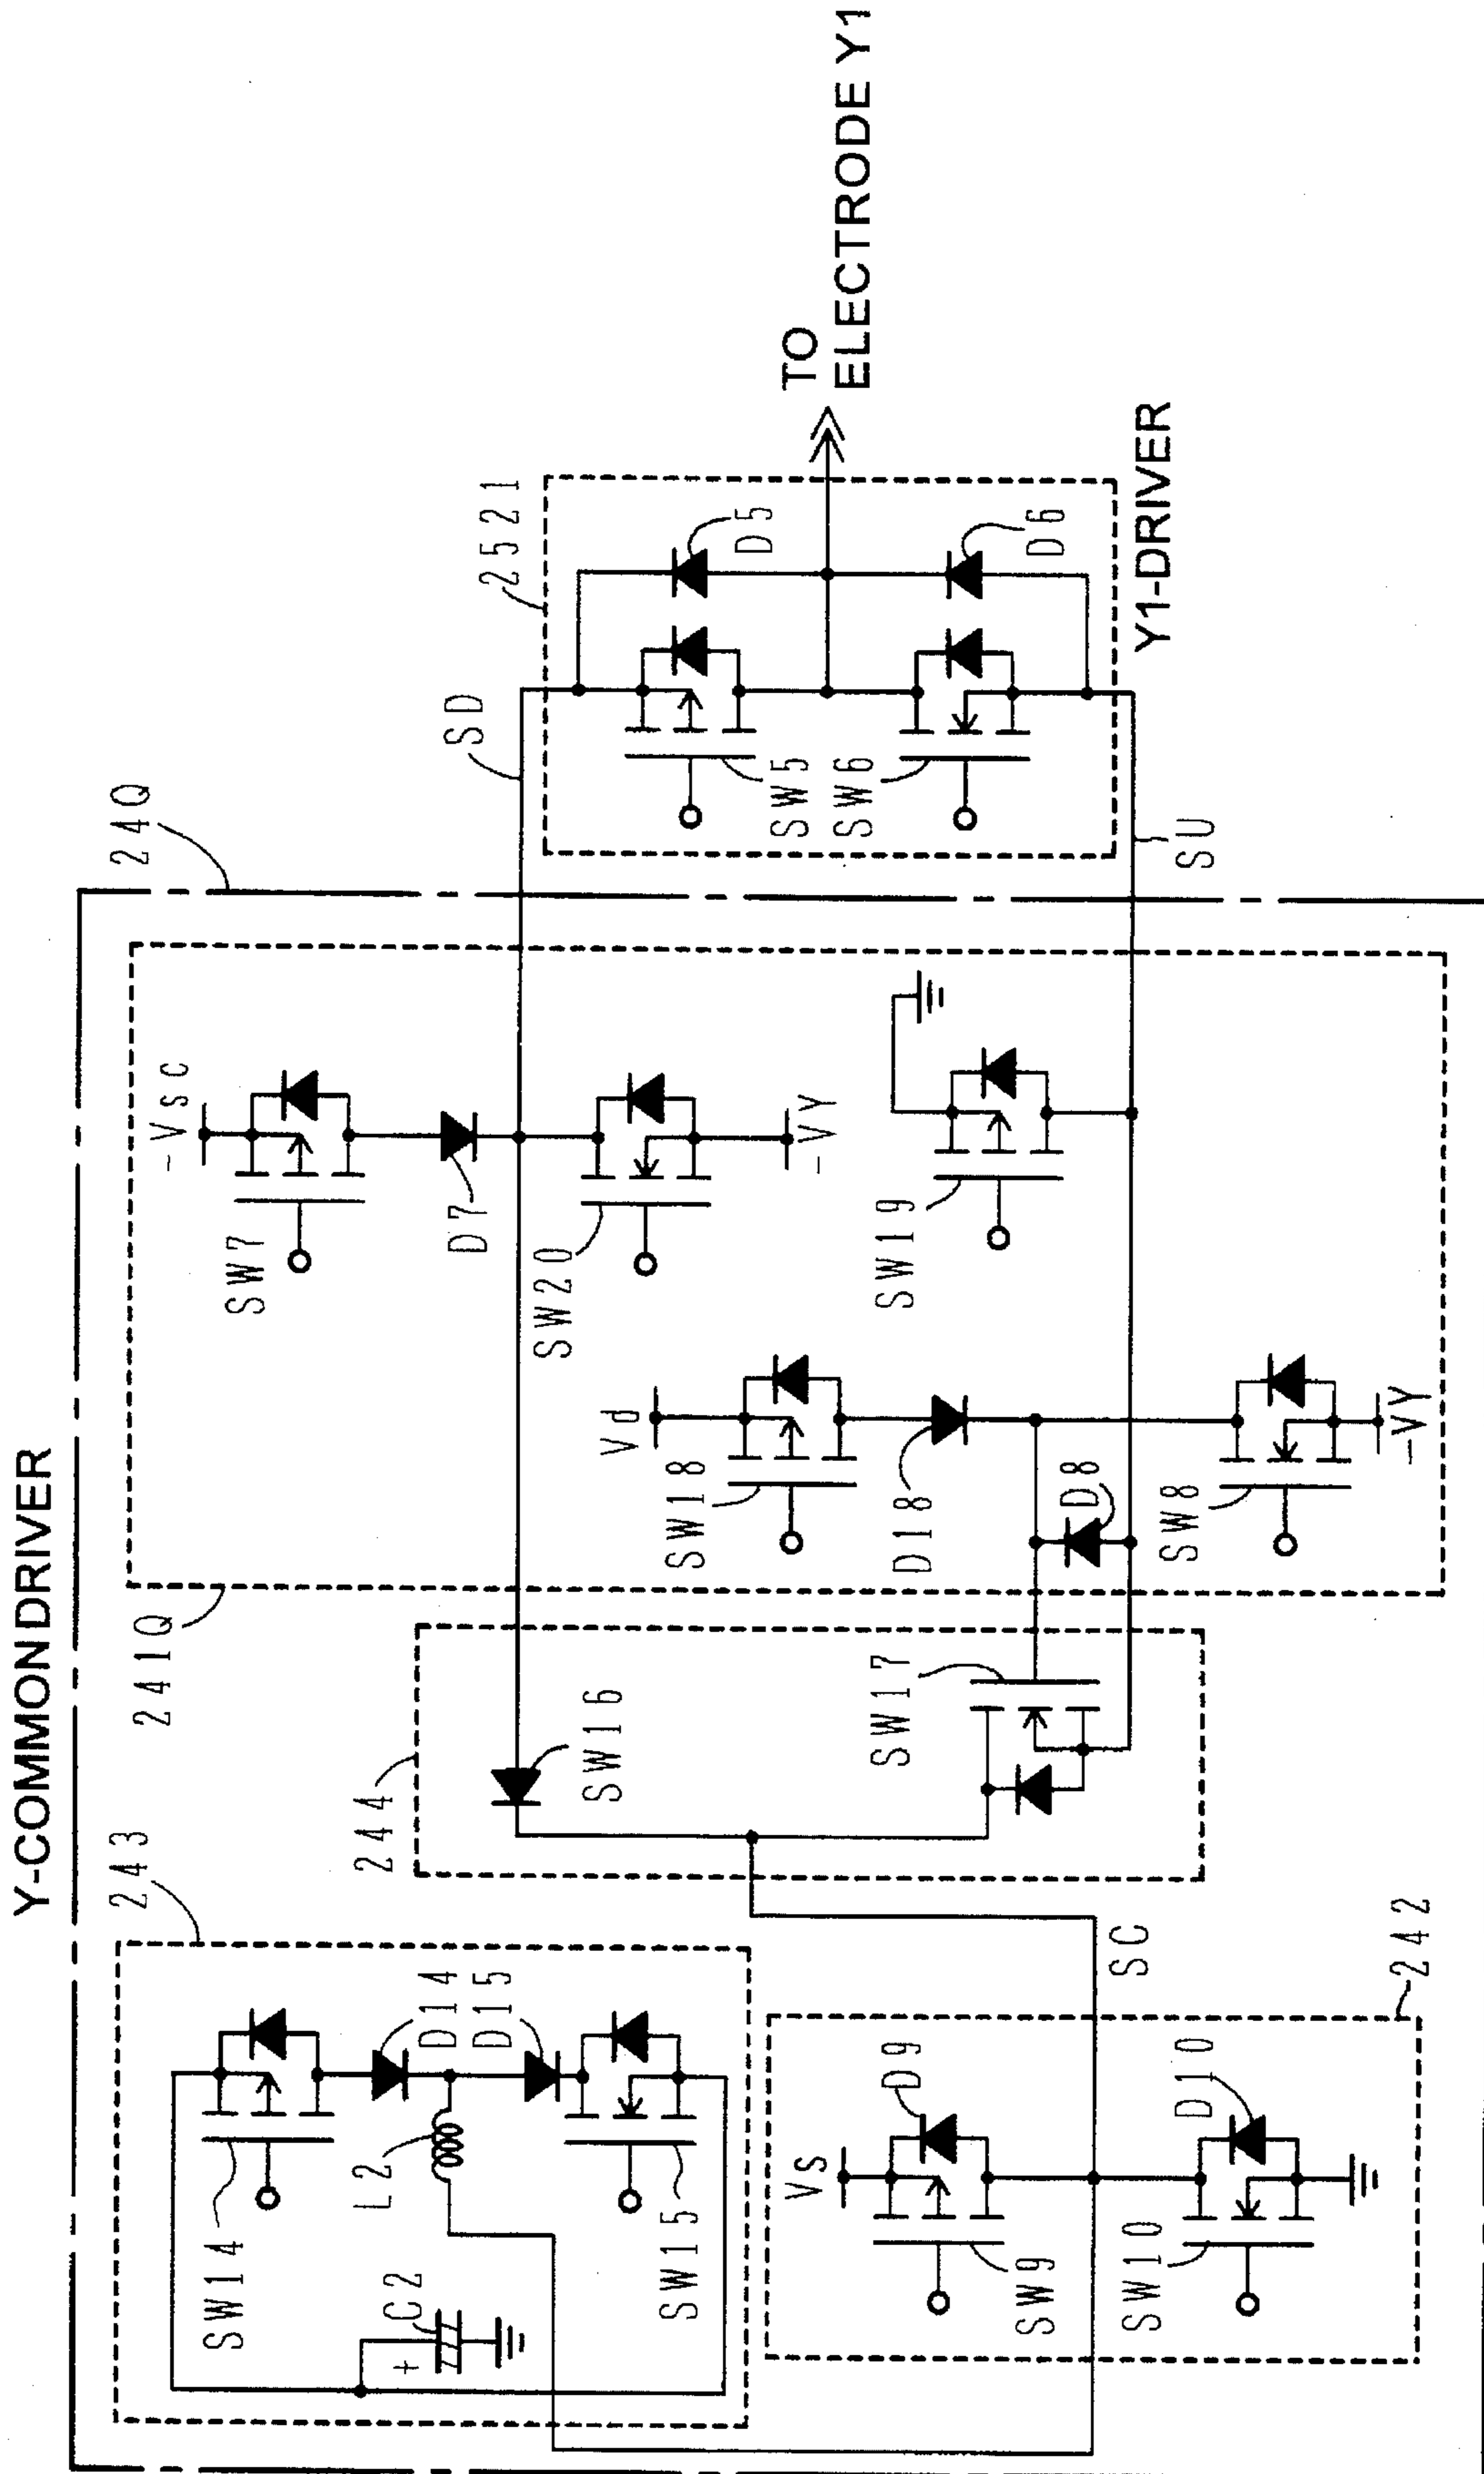 Y-COMMON DRIVER
243
244
241Q
24Q
SW14
L2
D14
D15
SW15
C2
+
SW16
SW17
SC
242
Vs
D9
SW9
D10
SW10
-Vsc
SW7
D7
SW20
-VY
Vd
SW18
D18
D8
SW8
-VY
SW19
SD
SU
2521
D5
D6
SW5
SW6
TO
ELECTRODE Y1
Y1-DRIVER